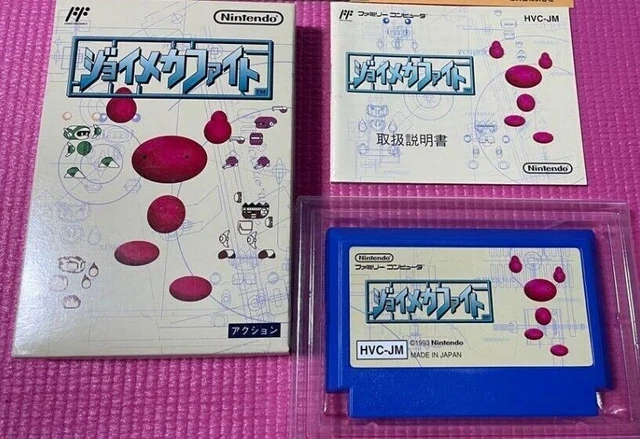 FF
Nintendo
ジョイメカファイト
TM
アクション
FF
ファミリーコンピュータ
HVC-JM
ジョイメカファイト
取扱説明書
Nintendo
Nintendo
ファミリーコンピュータ
ジョイメカファイト
©1993 Nintendo
HVC-JM
MADE IN JAPAN